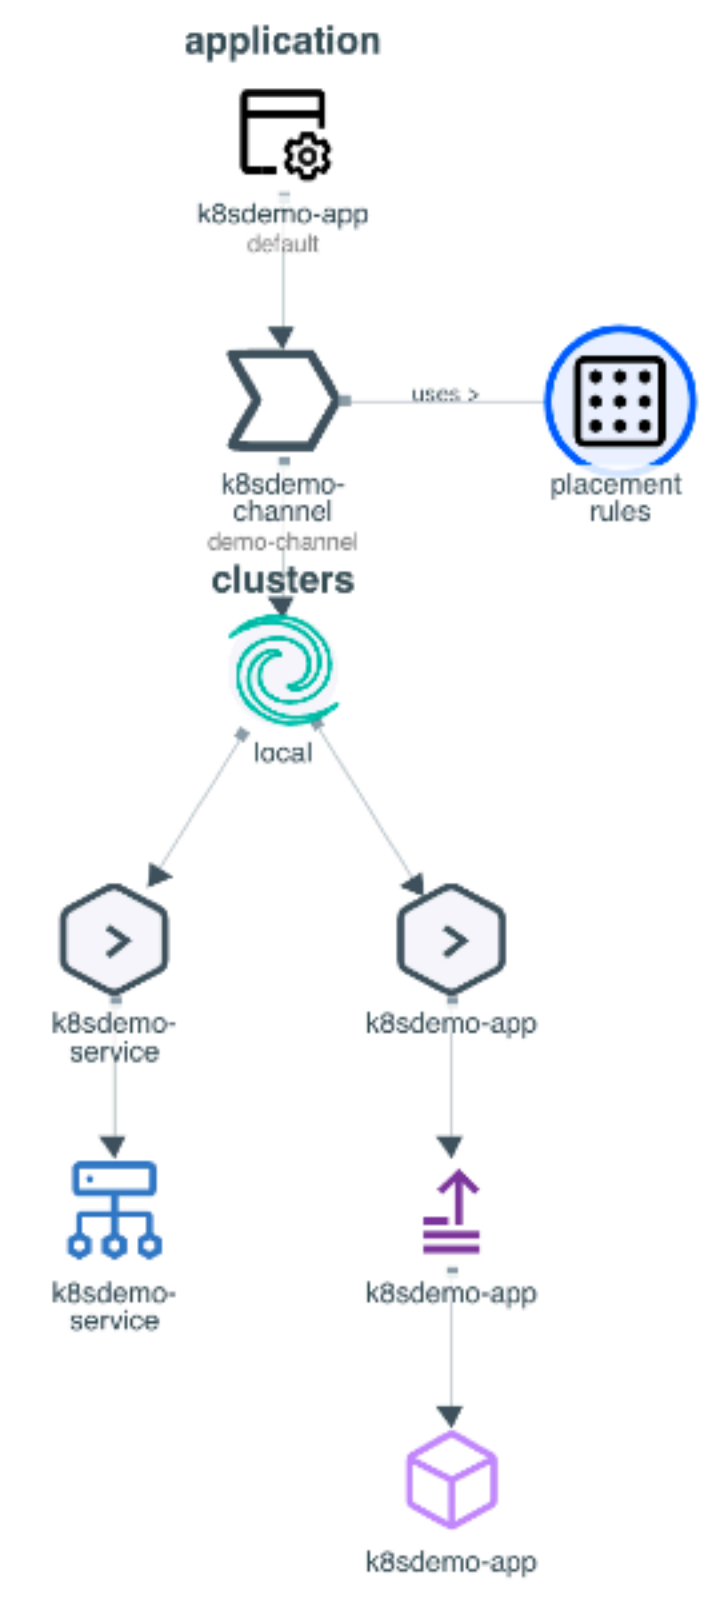 application
k8sdemo-app
default
uses >
k8sdemo-
channel
demo-channel
placement
rules
clusters
local
k8sdemo-
service
k8sdemo-app
k8sdemo-
service
k8sdemo-app
k8sdemo-app